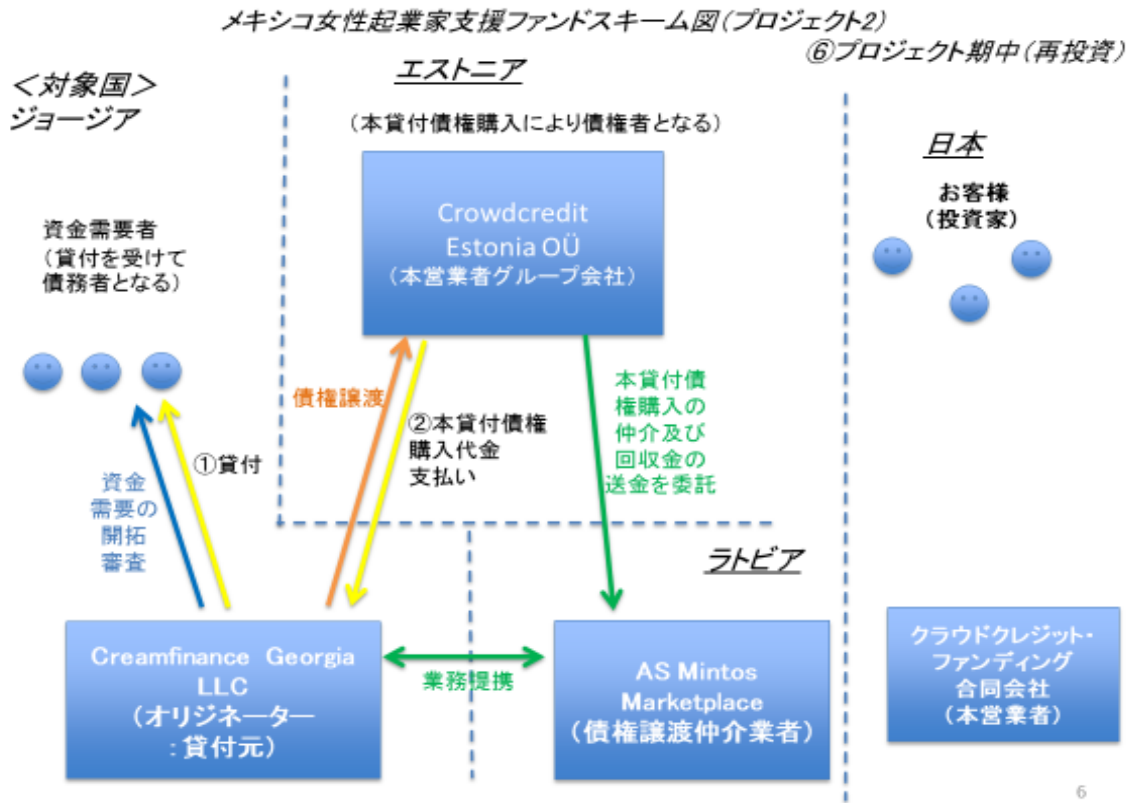 メキシコ女性起業家支援ファンドスキーム図(プロジェクト2)
⑥プロジェクト期中(再投資)
<対象国>
ジョージア
エストニア
(本貸付債権購入により債権者となる)
日本
お客様
(投資家)
Crowdcredit
Estonia OÜ
(本営業者グループ会社)
資金需要者
(貸付を受けて
債務者となる)
債権譲渡
②本貸付債権
購入代金
支払い
本貸付債
権購入の
仲介及び
回収金の
送金を委託
①貸付
資金
需要の
開拓
審査
ラトビア
Creamfinance Georgia
LLC
(オリジネーター
:貸付元)
業務提携
AS Mintos
Marketplace
(債権譲渡仲介業者)
クラウドクレジット・
ファンディング
合同会社
(本営業者)
6